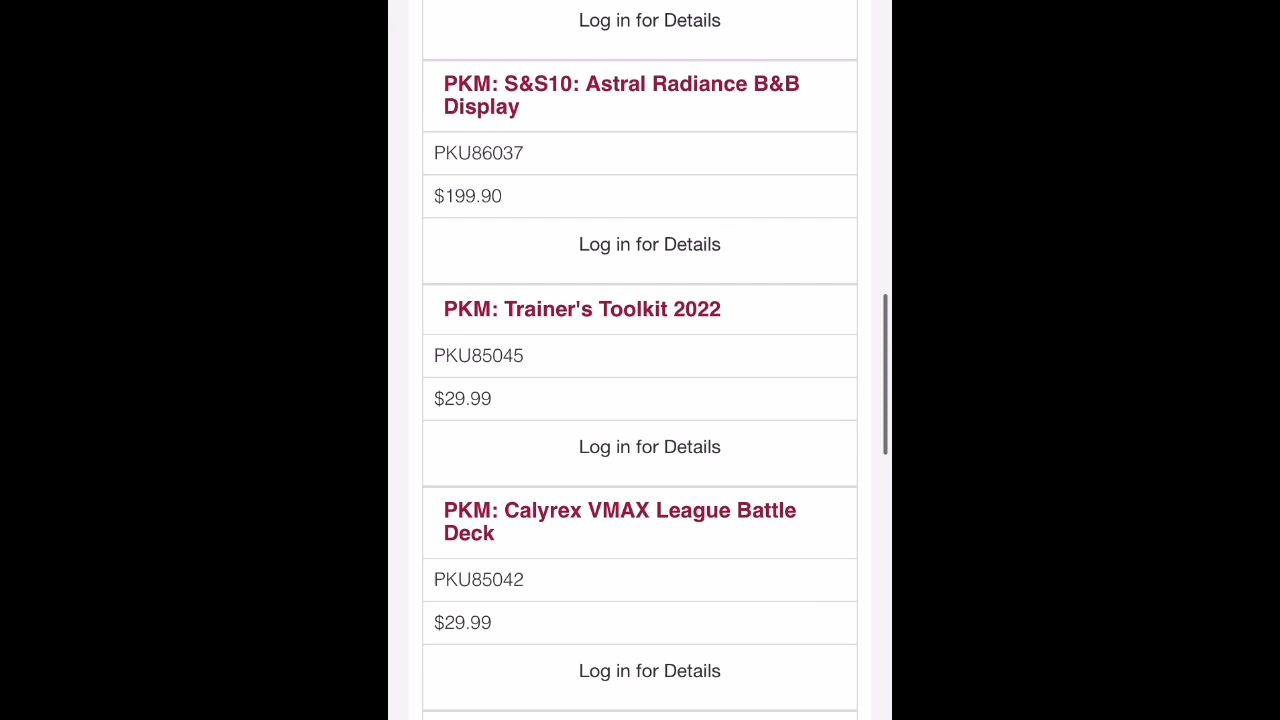 Log in for Details
PKM: S&S10: Astral Radiance B&B
Display
PKU86037
$199.90
Log in for Details
PKM: Trainer's Toolkit 2022
PKU85045
$29.99
Log in for Details
PKM: Calyrex VMAX League Battle
Deck
PKU85042
$29.99
Log in for Details